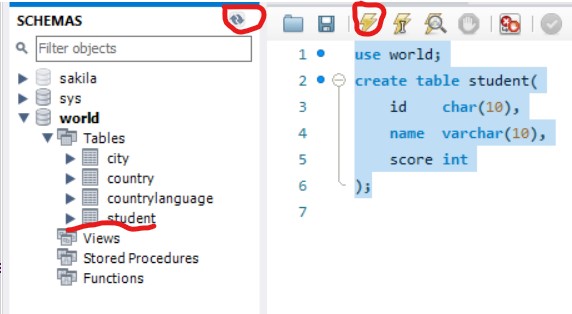 SCHEMAS
Filter objects
sakila
sys
world
Tables
city
country
countrylanguage
student
Views
Stored Procedures
Functions
1 use world;
2 create table student(
3 id char(10),
4 name varchar(10),
5 score int
6 );
7